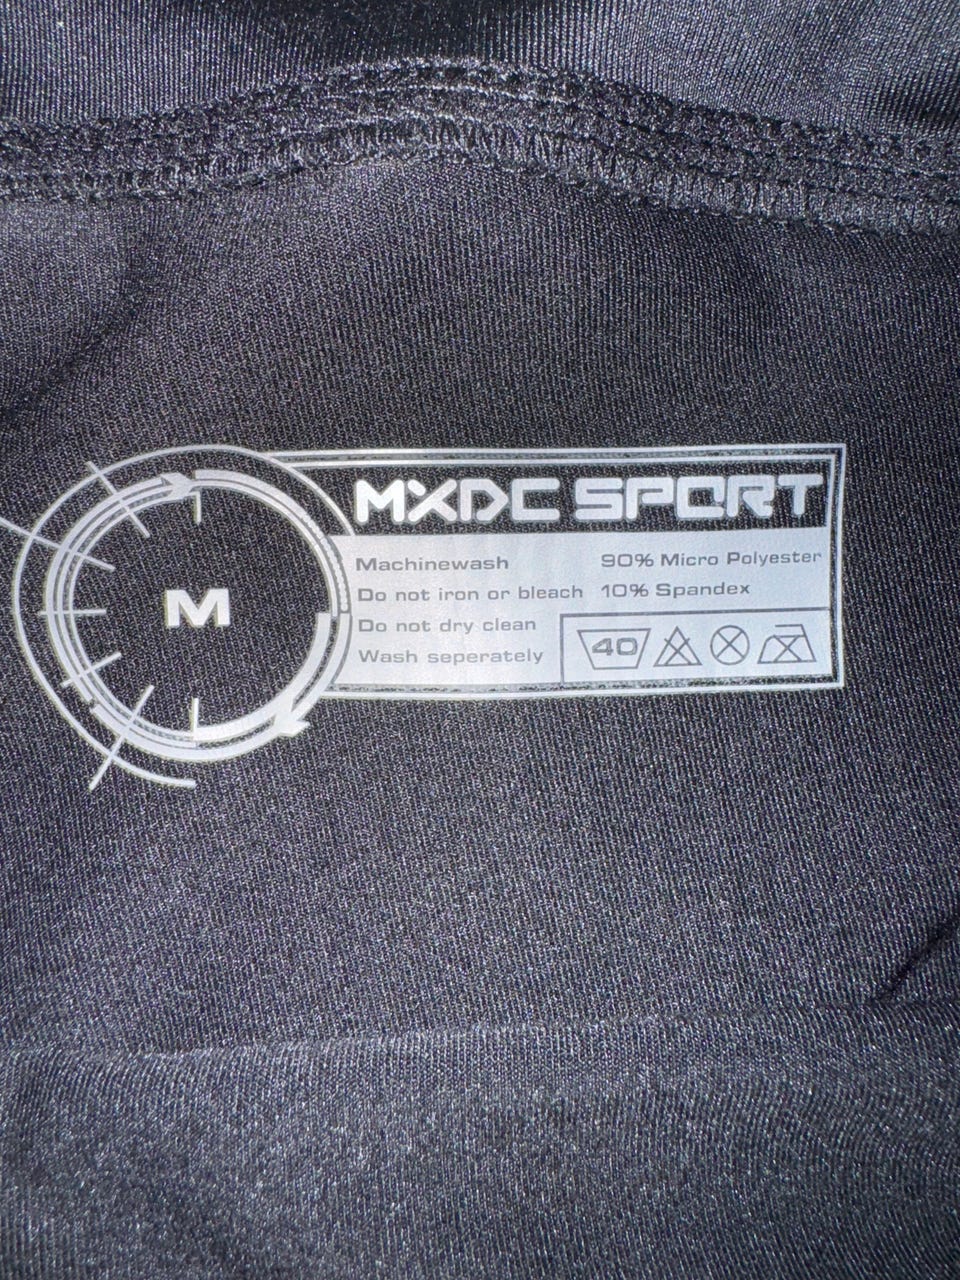 M
MXDC SPORT
Machinewash
Do not iron or bleach
Do not dry clean
Wash seperately
90% Micro Polyester
10% Spandex
40